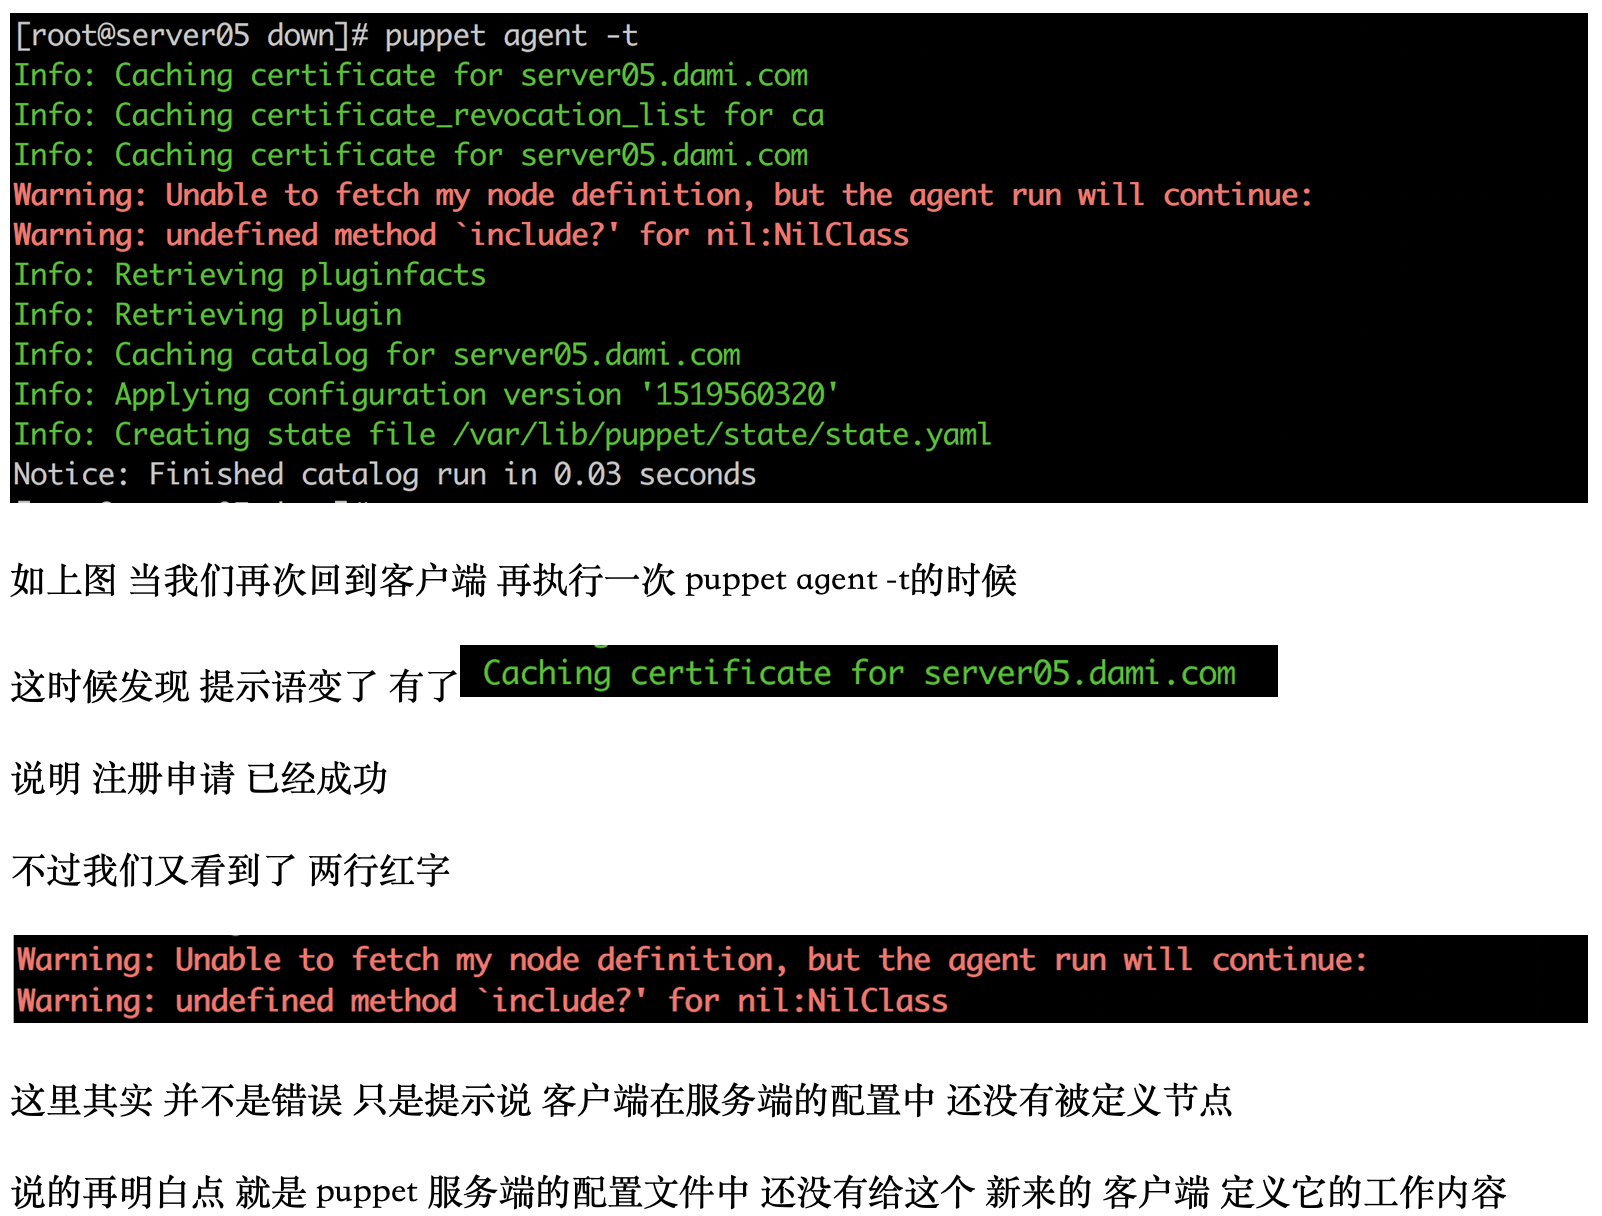 [root@server05 down]# puppet agent -t
Info: Caching certificate for server05.dami.com
Info: Caching certificate_revocation_list for ca
Info: Caching certificate for server05.dami.com
Warning: Unable to fetch my node definition, but the agent run will continue:
Warning: undefined method `include?' for nil:NilClass
Info: Retrieving pluginfacts
Info: Retrieving plugin
Info: Caching catalog for server05.dami.com
Info: Applying configuration version '1519560320'
Info: Creating state file /var/lib/puppet/state/state.yaml
Notice: Finished catalog run in 0.03 seconds
如上图 当我们再次回到客户端 再执行一次 puppet agent -t的时候
这时候发现 提示语变了 有了 Caching certificate for server05.dami.com
说明 注册申请 已经成功
不过我们又看到了 两行红字
Warning: Unable to fetch my node definition, but the agent run will continue:
Warning: undefined method `include?' for nil:NilClass
这里其实 并不是错误 只是提示说 客户端在服务端的配置中 还没有被定义节点
说的再明白点 就是 puppet 服务端的配置文件中 还没有给这个 新来的 客户端 定义它的工作内容